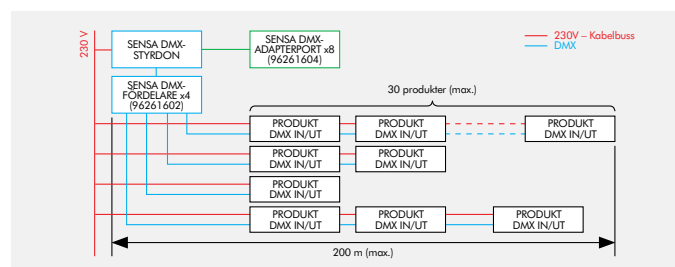 230 V
SENSA DMX-
STYRDON
SENSA DMX-
ADAPTERPORT x8
(96261604)
230V – Kabelbuss
DMX
SENSA DMX-
FÖRDELARE x4
(96261602)
30 produkter (max.)
PRODUKT
DMX IN/UT
PRODUKT
DMX IN/UT
PRODUKT
DMX IN/UT
PRODUKT
DMX IN/UT
PRODUKT
DMX IN/UT
PRODUKT
DMX IN/UT
PRODUKT
DMX IN/UT
PRODUKT
DMX IN/UT
PRODUKT
DMX IN/UT
200 m (max.)